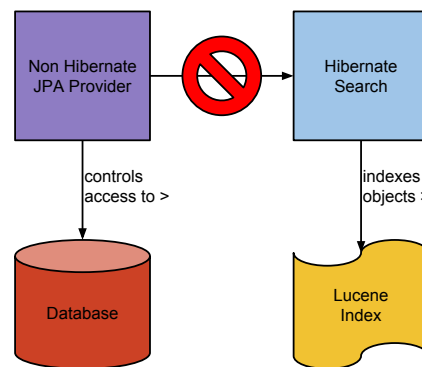 Non Hibernate
JPA Provider
Hibernate
Search
controls
access to >
indexes
objects >
Database
Lucene
Index